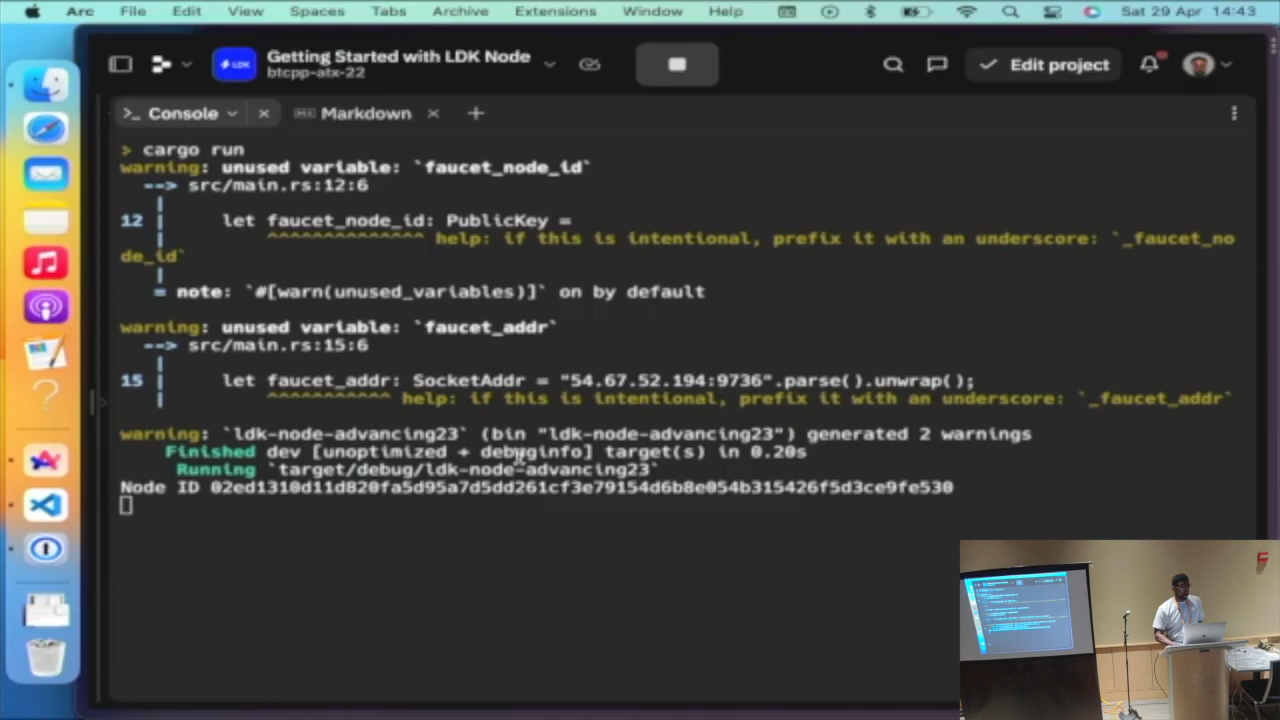 Arc File Edit View Spaces Tabs Archive Extensions Window Help Sat 29 Apr 14:43
LDK
Getting Started with LDK Node
btcpp-atx-22
Edit project
>_ Console
Markdown
> cargo run
warning: unused variable: `faucet_node_id`
--> src/main.rs:12:6
|
12 | let faucet_node_id: PublicKey =
| ^^^^^^^^^^^^^^ help: if this is intentional, prefix it with an underscore: `_faucet_no
de_id`
|
= note: `#[warn(unused_variables)]` on by default
warning: unused variable: `faucet_addr`
--> src/main.rs:15:6
|
15 | let faucet_addr: SocketAddr = "54.67.52.194:9736".parse().unwrap();
| ^^^^^^^^^^^ help: if this is intentional, prefix it with an underscore: `_faucet_addr`
warning: `ldk-node-advancing23` (bin "ldk-node-advancing23") generated 2 warnings
Finished dev [unoptimized + debuginfo] target(s) in 0.20s
Running `target/debug/ldk-node-advancing23`
Node ID 02ed1310d11d820fa5d95a7d5dd261cf3e79154d6b8e054b315426f5d3ce9fe530